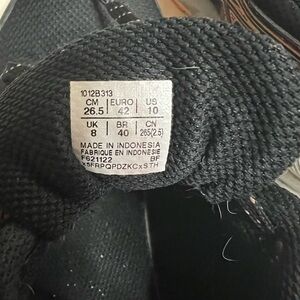 1012B313
CM | EURO | US
26.5 | 42 | 10
UK | BR | CN
8 | 40 | 265(2.5)
MADE IN INDONESIA
FABRIQUE EN INDONESIE
F621122 BF